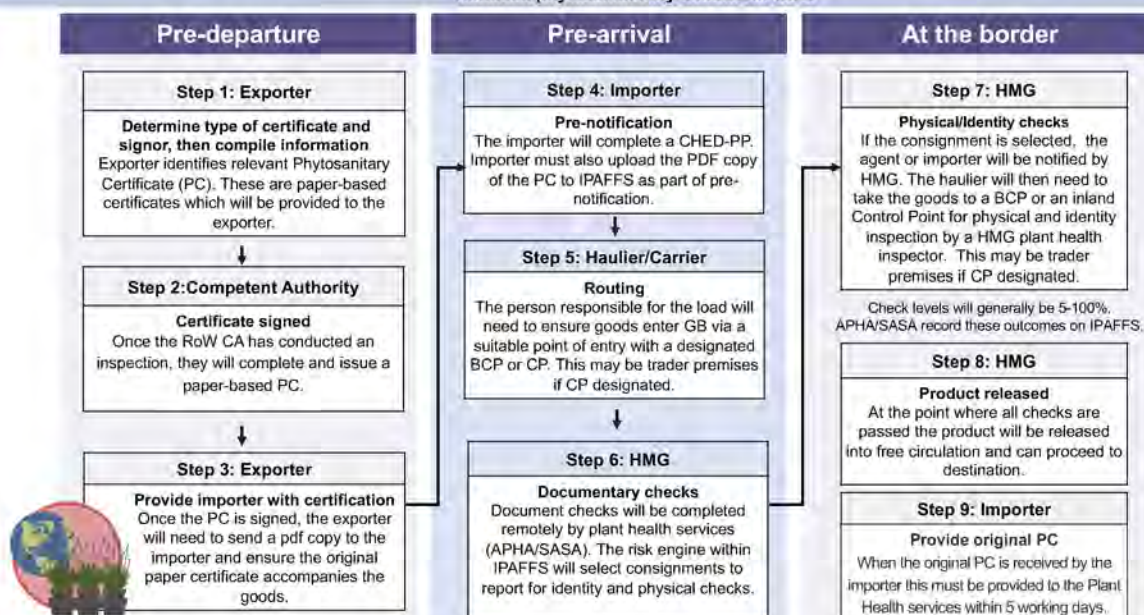 Pre-departure
Step 1: Exporter
Determine type of certificate and
signor, then compile information
Exporter identifies relevant Phytosanitary
Certificate (PC). These are paper-based
certificates which will be provided to the
exporter.
Step 2:Competent Authority
Certificate signed
Once the RoW CA has conducted an
inspection, they will complete and issue a
paper-based PC.
Step 3: Exporter
Provide importer with certification
Once the PC is signed, the exporter
will need to send a pdf copy to the
importer and ensure the original
paper certificate accompanies the
goods.
Pre-arrival
Step 4: Importer
Pre-notification
The importer will complete a CHED-PP.
Importer must also upload the PDF copy
of the PC to IPAFFS as part of pre-
notification.
Step 5: Haulier/Carrier
Routing
The person responsible for the load will
need to ensure goods enter GB via a
suitable point of entry with a designated
BCP or CP. This may be trader premises
if CP designated.
Step 6: HMG
Documentary checks
Document checks will be completed
remotely by plant health services
(APHA/SASA). The risk engine within
IPAFFS will select consignments to
report for identity and physical checks.
At the border
Step 7: HMG
Physical/Identity checks
If the consignment is selected, the
agent or importer will be notified by
HMG. The haulier will then need to
take the goods to a BCP or an inland
Control Point for physical and identity
inspection by a HMG plant health
inspector. This may be trader
premises if CP designated.
Check levels will generally be 5-100%.
APHA/SASA record these outcomes on IPAFFS.
Step 8: HMG
Product released
At the point where all checks are
passed the product will be released
into free circulation and can proceed to
destination.
Step 9: Importer
Provide original PC
When the original PC is received by the
importer this must be provided to the Plant
Health services within 5 working days.